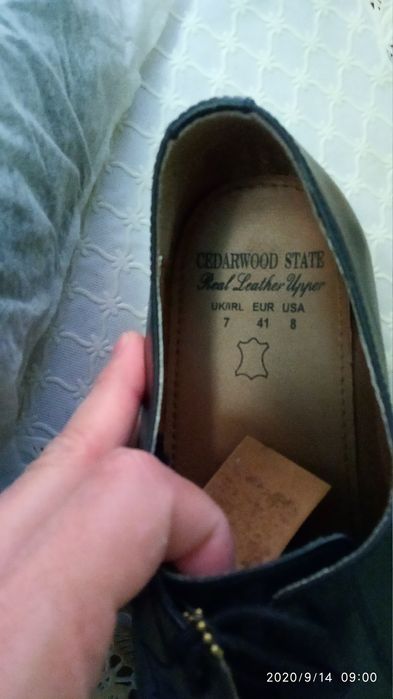 CEDARWOOD STATE
Real Leather Upper
UK/IRL EUR USA
7 41 8
2020/9/14 09:00